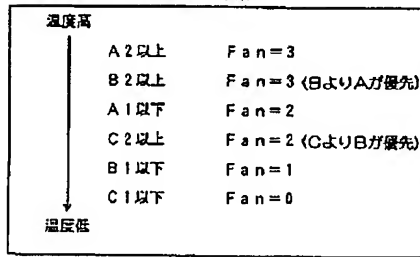 温度高
A2以上 Fan=3
B2以上 Fan=3 (BよりAが優先)
A1以下 Fan=2
C2以上 Fan=2 (CよりBが優先)
B1以下 Fan=1
C1以下 Fan=0
温度低